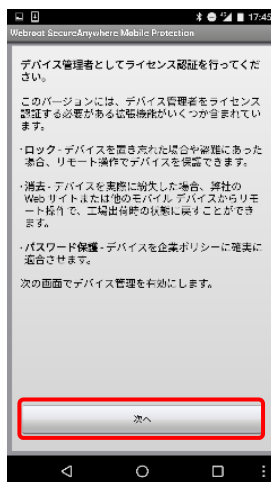 17:45
Webroot SecureAnywhere Mobile Protection
デバイス管理者としてライセンス認証を行ってくだ
さい。
このバージョンには、デバイス管理者をライセンス
認証する必要がある拡張機能がいくつか含まれてい
ます。
・ロック - デバイスを置き忘れた場合や盗難にあった
場合、リモート操作でデバイスを保護できます。
・消去 - デバイスを実際に紛失した場合、弊社の
Web サイトまたは他のモバイル デバイスからリモ
ート操作で、工場出荷時の状態に戻すことができ
ます。
・パスワード保護 - デバイスを企業ポリシーに確実に
適合させます。
次の画面でデバイス管理を有効にします。
次へ